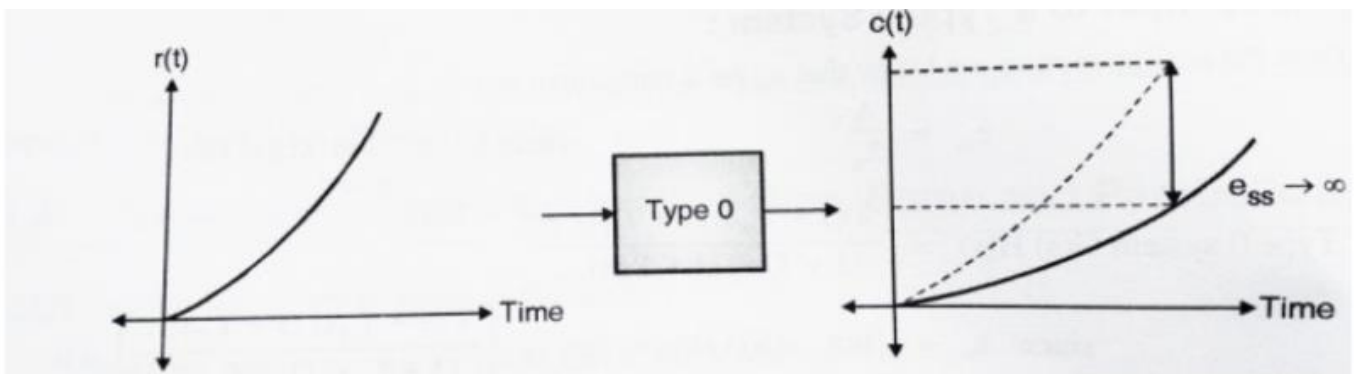 r(t)
Time
Type 0
c(t)
e_ss → ∞
Time